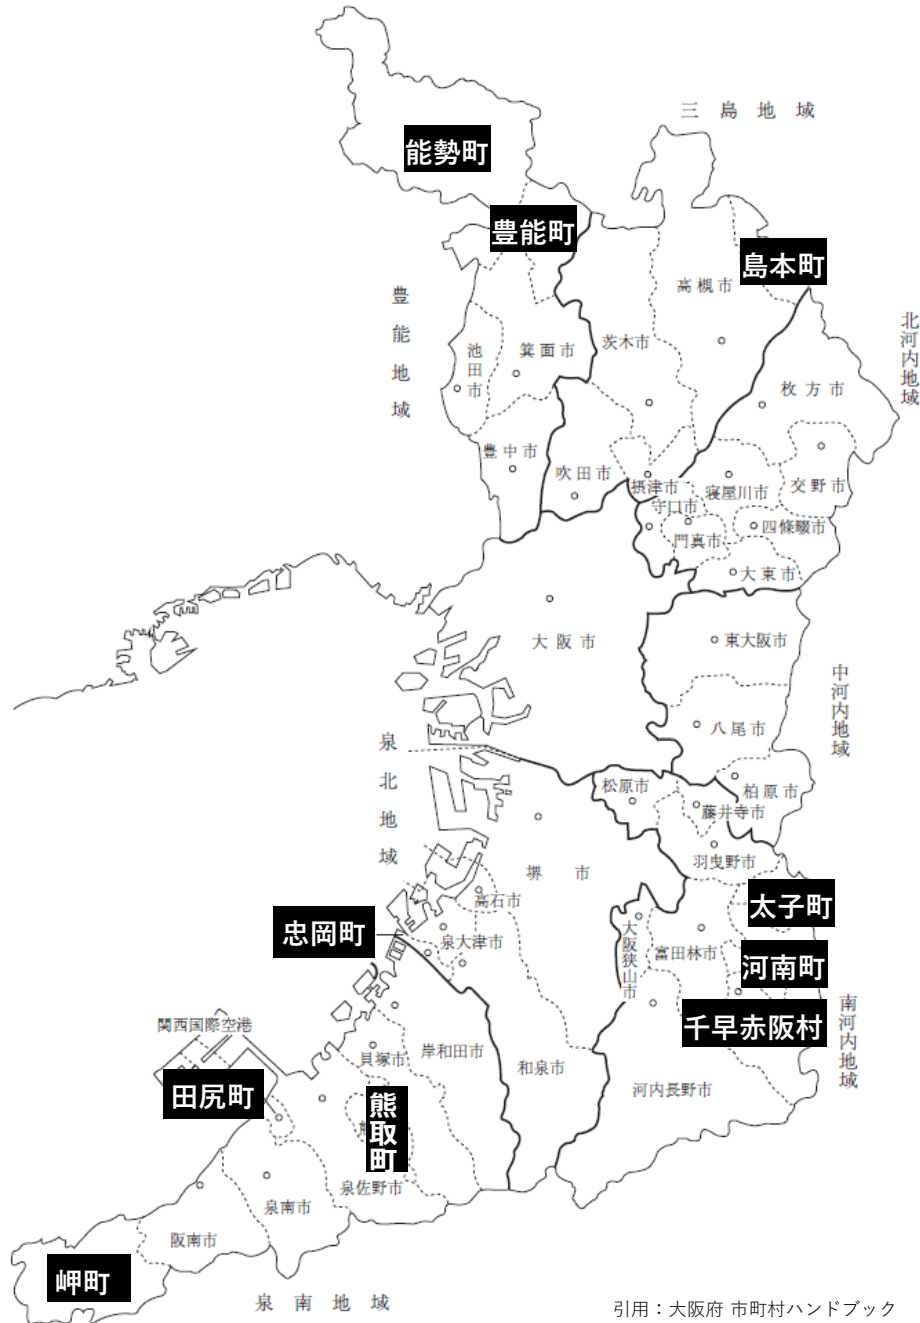 三島地域
能勢町
豊能町
島本町
高槻市
豊能地域
北河内地域
茨木市
箕面市
池田市
枚方市
豊中市
吹田市
摂津市
寝屋川市
交野市
守口市
四條畷市
門真市
大東市
大阪市
東大阪市
中河内地域
八尾市
泉北地域
松原市
柏原市
藤井寺市
羽曳野市
堺市
高石市
太子町
忠岡町
泉大津市
大阪狭山市
富田林市
河南町
千早赤阪村
南河内地域
関西国際空港
岸和田市
貝塚市
和泉市
河内長野市
田尻町
熊取町
泉佐野市
泉南市
阪南市
岬町
泉南地域
引用：大阪府 市町村ハンドブック